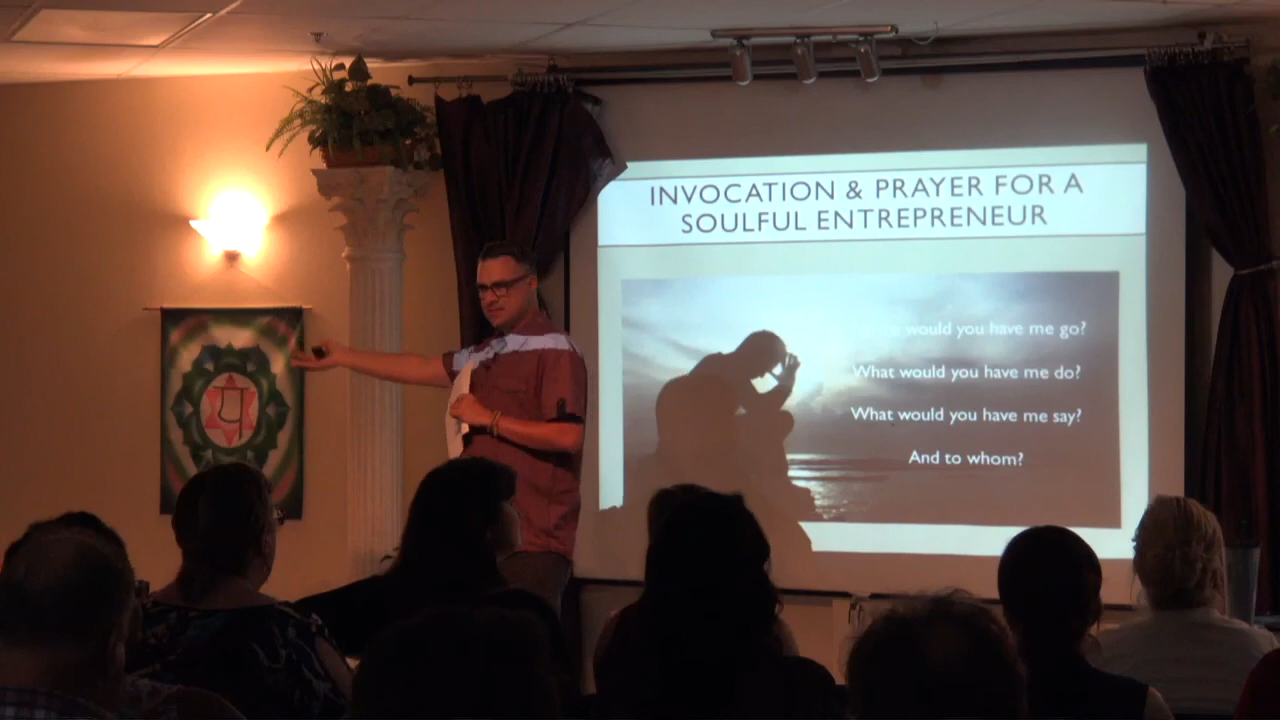 INVOCATION & PRAYER FOR A
SOULFUL ENTREPRENEUR
would you have me go?
What would you have me do?
What would you have me say?
And to whom?
प